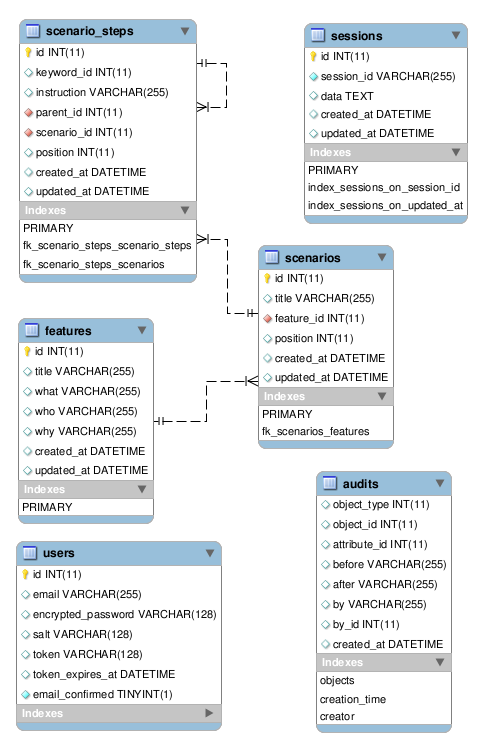 scenario_steps
id INT(11)
keyword_id INT(11)
instruction VARCHAR(255)
parent_id INT(11)
scenario_id INT(11)
position INT(11)
created_at DATETIME
updated_at DATETIME
Indexes
PRIMARY
fk_scenario_steps_scenario_steps
fk_scenario_steps_scenarios
sessions
id INT(11)
session_id VARCHAR(255)
data TEXT
created_at DATETIME
updated_at DATETIME
Indexes
PRIMARY
index_sessions_on_session_id
index_sessions_on_updated_at
scenarios
id INT(11)
title VARCHAR(255)
feature_id INT(11)
position INT(11)
created_at DATETIME
updated_at DATETIME
Indexes
PRIMARY
fk_scenarios_features
features
id INT(11)
title VARCHAR(255)
what VARCHAR(255)
who VARCHAR(255)
why VARCHAR(255)
created_at DATETIME
updated_at DATETIME
Indexes
PRIMARY
audits
object_type INT(11)
object_id INT(11)
attribute_id INT(11)
before VARCHAR(255)
after VARCHAR(255)
by VARCHAR(255)
by_id INT(11)
created_at DATETIME
Indexes
objects
creation_time
creator
users
id INT(11)
email VARCHAR(255)
encrypted_password VARCHAR(128)
salt VARCHAR(128)
token VARCHAR(128)
token_expires_at DATETIME
email_confirmed TINYINT(1)
Indexes